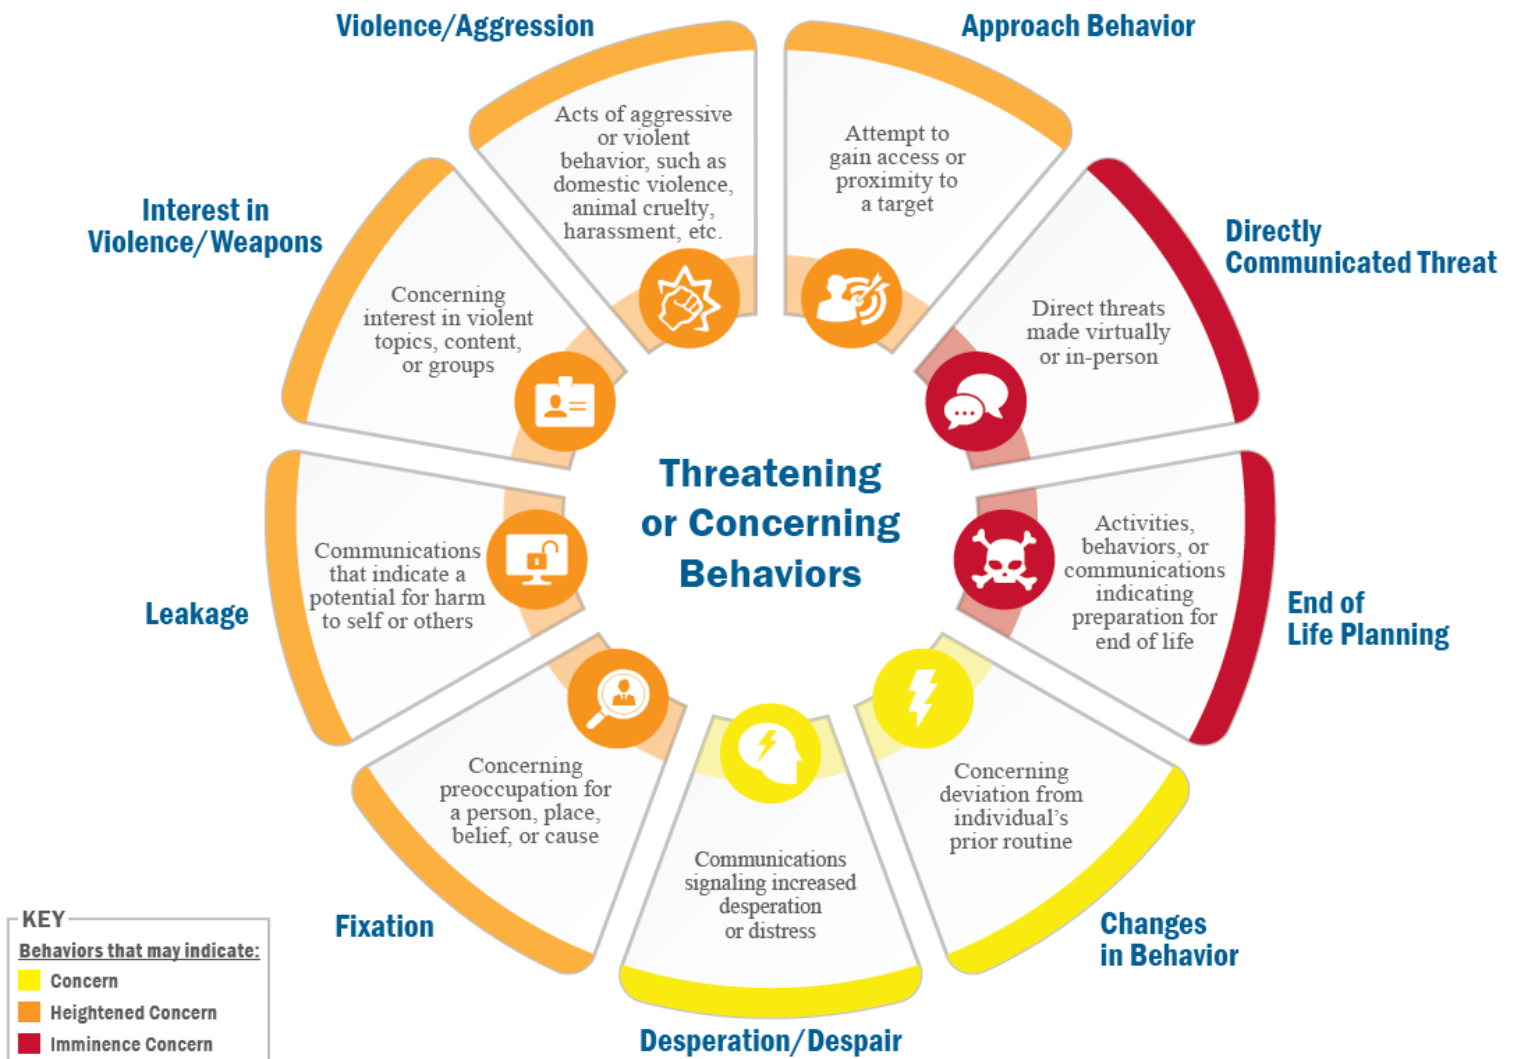 Violence/Aggression
Acts of aggressive
or violent
behavior, such as
domestic violence,
animal cruelty,
harassment, etc.
Approach Behavior
Attempt to
gain access or
proximity to
a target
Directly
Communicated Threat
Direct threats
made virtually
or in-person
End of
Life Planning
Activities,
behaviors, or
communications
indicating
preparation for
end of life
Changes
in Behavior
Concerning
deviation from
individual’s
prior routine
Desperation/Despair
Communications
signaling increased
desperation
or distress
Fixation
Concerning
preoccupation for
a person, place,
belief, or cause
Leakage
Communications
that indicate a
potential for harm
to self or others
Interest in
Violence/Weapons
Concerning
interest in violent
topics, content,
or groups
Threatening
or Concerning
Behaviors
KEY
Behaviors that may indicate:
Concern
Heightened Concern
Imminence Concern